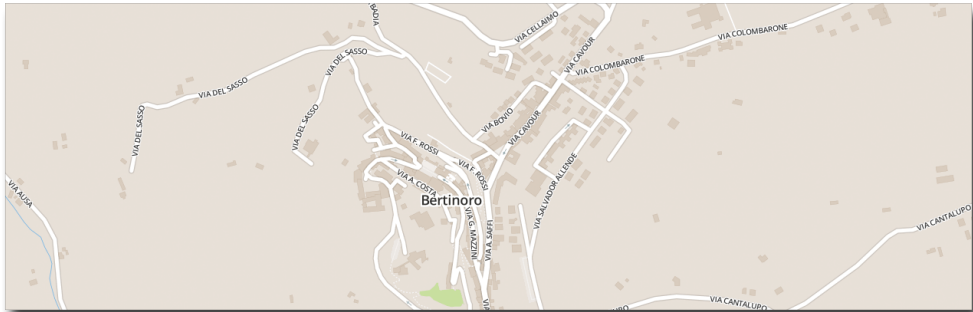 BADIA
VIA CELLAIMO
VIA COLOMBARONE
VIA CAVOUR
VIA DEL SASSO
VIA COLOMBARONE
VIA DEL SASSO
VIA DEL SASSO
VIA DEL SASSO
VIA BOVIO
VIA CAVOUR
VIA F. ROSSI
VIA F. ROSSI
VIA A. COSTA
VIA SALVADOR ALLENDE
VIA AUSA
Bertinoro
VIA G. MAZZINI
VIA A. SAFFI
VIA CANTALUPO
VIA
UPO
VIA CANTALUPO